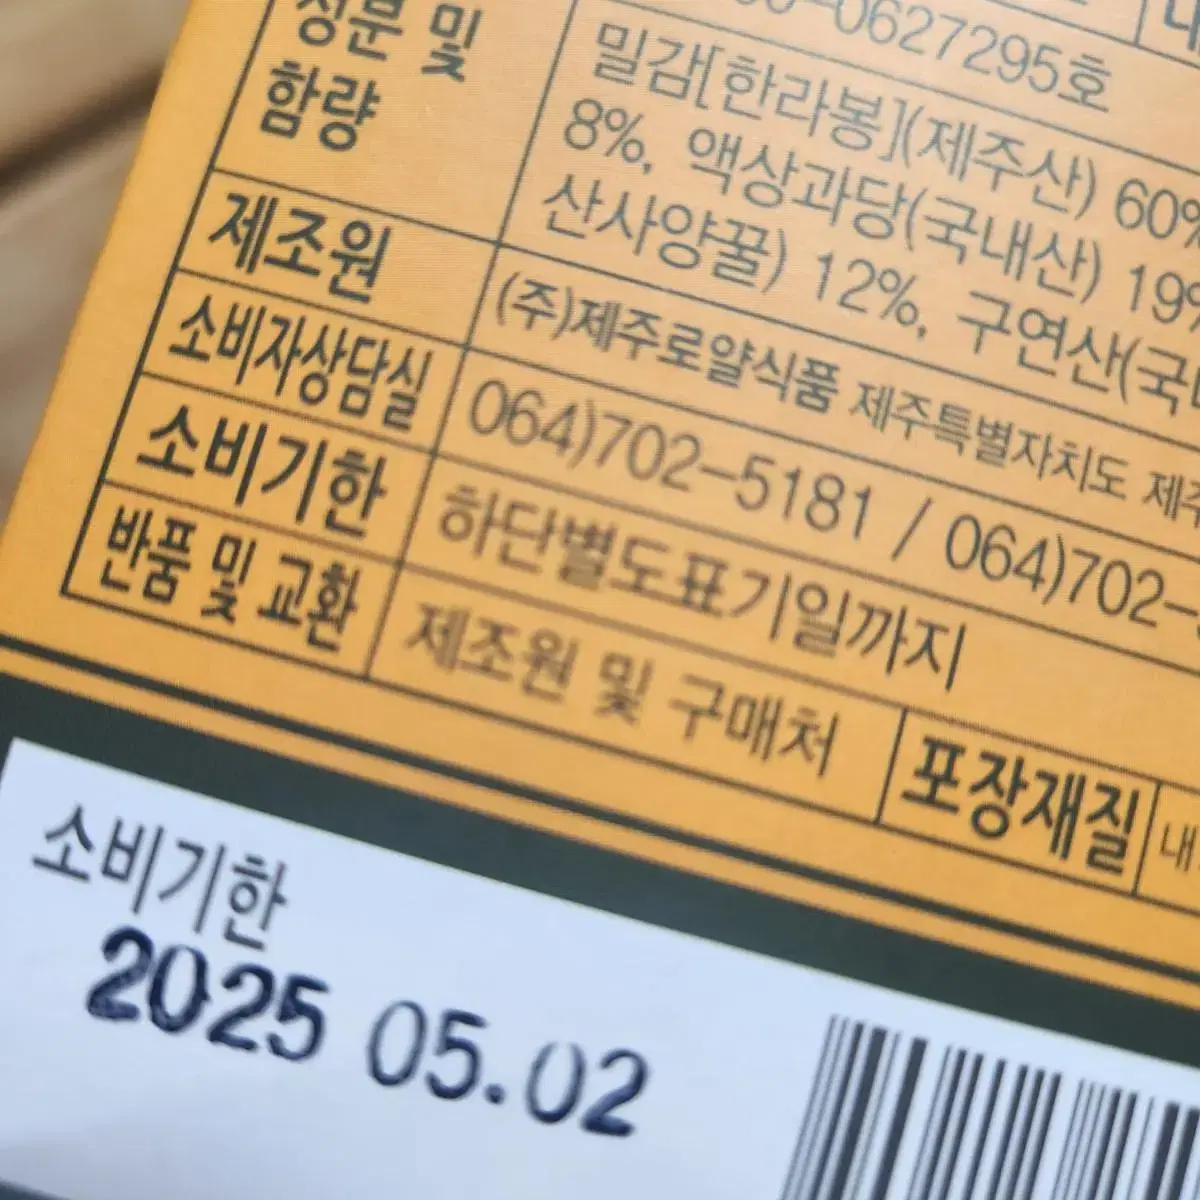 0627295호
성분 및
함량
밀감[한라봉](제주산) 60%
8%, 액상과당(국내산) 19%
산사양꿀) 12%, 구연산(국내
제조원
(주)제주로얄식품 제주특별자치도 제주
소비자상담실
064)702-5181 / 064)702-
소비기한
하단별도표기일까지
반품 및 교환
제조원 및 구매처
포장재질
내
소비기한
2025 05.02